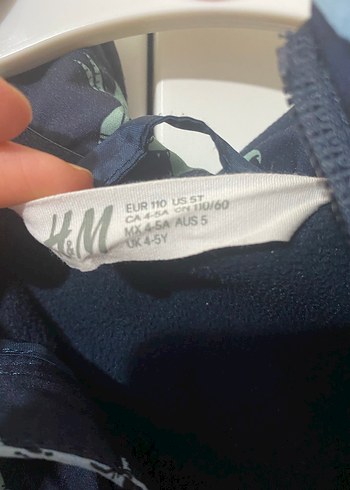 H&M
EUR 110 US 5T
CA 4-5A CN 110/60
MX 4-5A AUS 5
UK 4-5Y